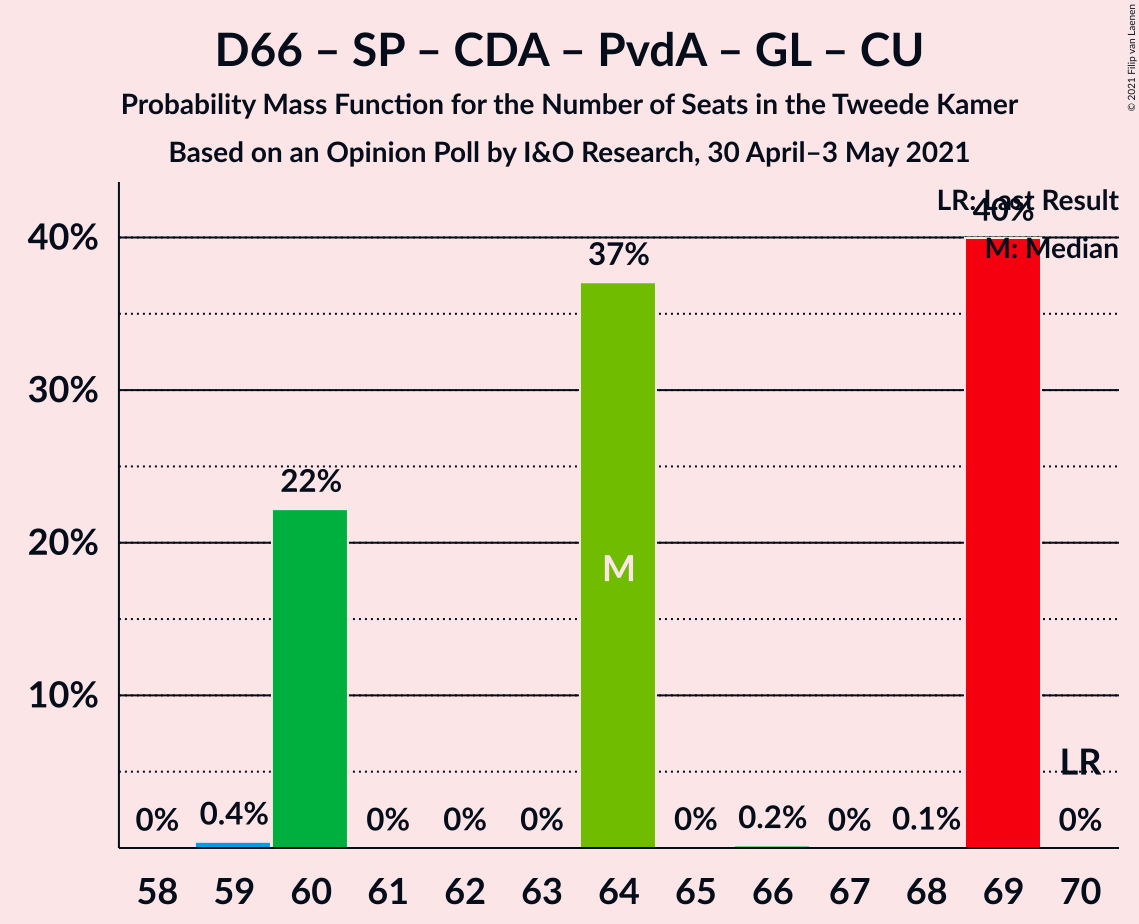 D66 – SP – CDA – PvdA – GL – CU
Probability Mass Function for the Number of Seats in the Tweede Kamer
Based on an Opinion Poll by I&O Research, 30 April–3 May 2021
© 2021 Filip van Laenen
LR: Last Result
M: Median
40%
30%
20%
10%
0%
0.4%
22%
0%
0%
0%
37%
M
0%
0.2%
0%
0.1%
40%
LR
0%
58 59 60 61 62 63 64 65 66 67 68 69 70